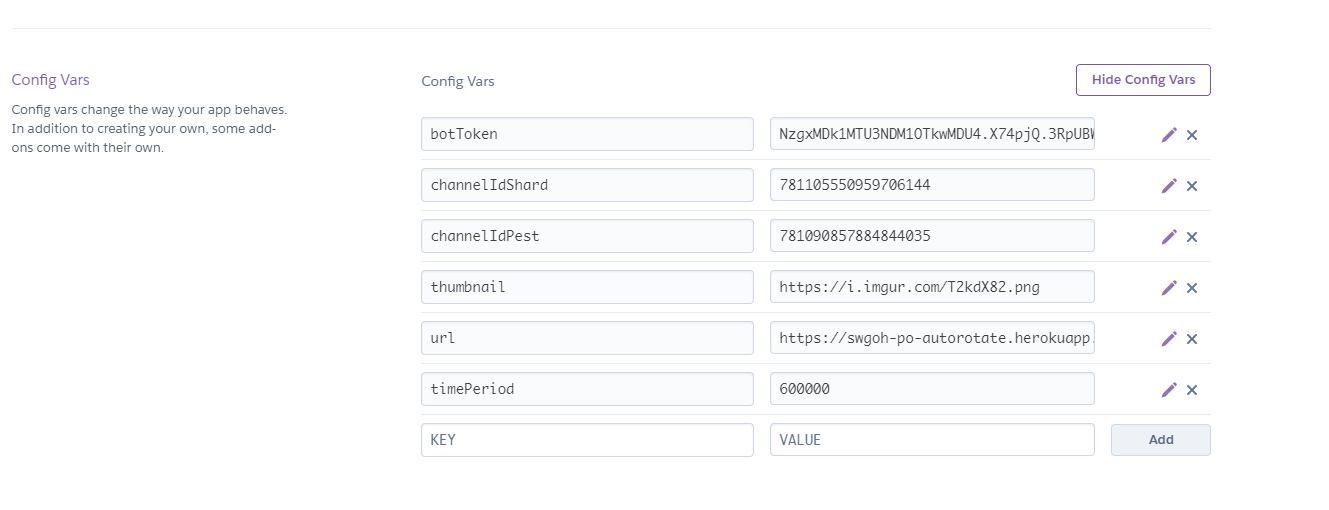 Config Vars
Config vars change the way your app behaves.
In addition to creating your own, some add-
ons come with their own.
Config Vars
Hide Config Vars
botToken NzgxMDk1MTU3NDM1OTkwMDU4.X74pjQ.3RpUBW
channelIdShard 781105550959706144
channelIdPest 781090857884844035
thumbnail https://i.imgur.com/T2kdX82.png
url https://swgoh-po-autorotate.herokuapp.
timePeriod 600000
KEY VALUE Add